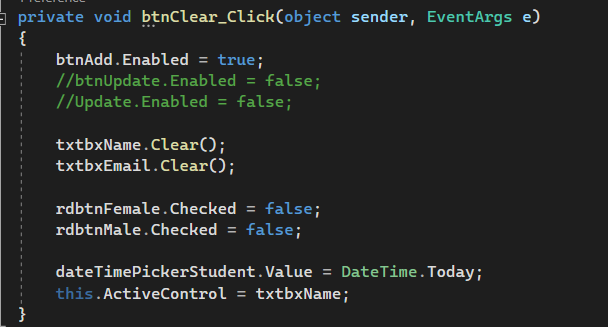 private void btnClear_Click(object sender, EventArgs e)
{
btnAdd.Enabled = true;
//btnUpdate.Enabled = false;
//Update.Enabled = false;
txtbxName.Clear();
txtbxEmail.Clear();
rdbtnFemale.Checked = false;
rdbtnMale.Checked = false;
dateTimePickerStudent.Value = DateTime.Today;
this.ActiveControl = txtbxName;
}